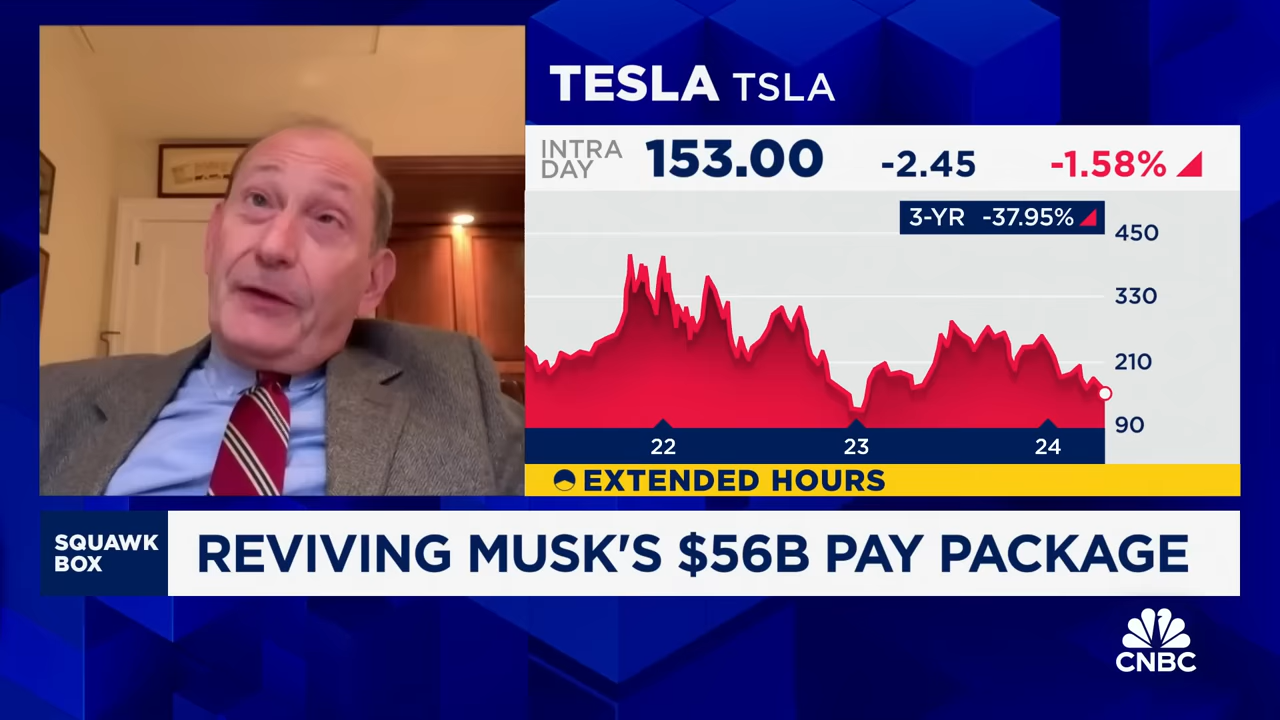 TESLA TSLA
INTRA
DAY
153.00 -2.45 -1.58%
3-YR -37.95%
450
330
210
90
22 23 24
EXTENDED HOURS
SQUAWK
BOX
REVIVING MUSK'S $56B PAY PACKAGE
CNBC